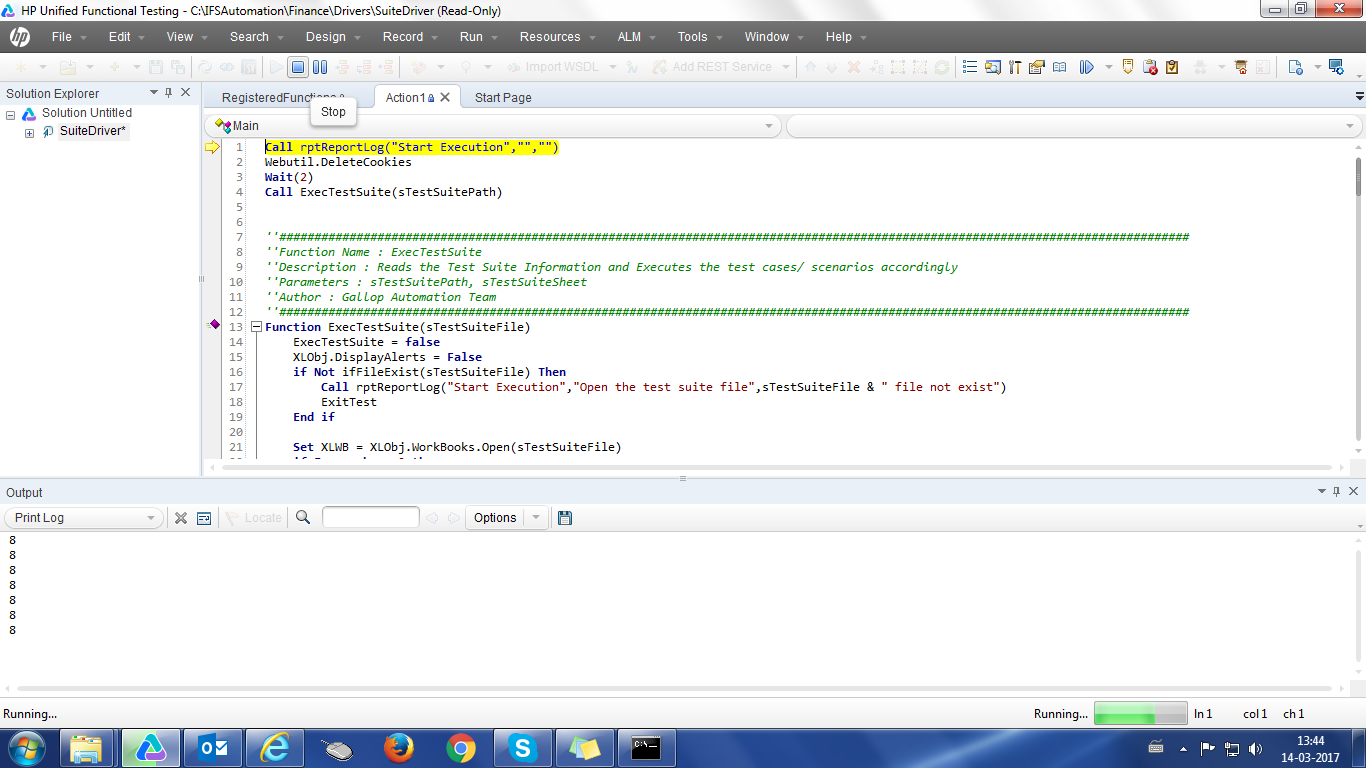 HP Unified Functional Testing - C:\IFSAutomation\Finance\Drivers\SuiteDriver (Read-Only)
hp File Edit View Search Design Record Run Resources ALM Tools Window Help
Import WSDL Add REST Service
Solution Explorer
Solution Untitled
SuiteDriver*
Action1 Start Page
Stop
Main
1 Call rptReportLog("Start Execution","","")
2 Webutil.DeleteCookies
3 Wait(2)
4 Call ExecTestSuite(sTestSuitePath)
5
6
7 ''##################################################################################################################################
8 ''Function Name : ExecTestSuite
9 ''Description : Reads the Test Suite Information and Executes the test cases/ scenarios accordingly
10 ''Parameters : sTestSuitePath, sTestSuiteSheet
11 ''Author : Gallop Automation Team
12 ''##################################################################################################################################
13 Function ExecTestSuite(sTestSuiteFile)
14 ExecTestSuite = false
15 XLObj.DisplayAlerts = False
16 if Not ifFileExist(sTestSuiteFile) Then
17 Call rptReportLog("Start Execution","Open the test suite file",sTestSuiteFile & " file not exist")
18 ExitTest
19 End if
20
21 Set XLWB = XLObj.WorkBooks.Open(sTestSuiteFile)
Output
Print Log Locate Options
8
8
8
8
8
8
8
Running... Running... ln 1 col 1 ch 1
13:44
14-03-2017